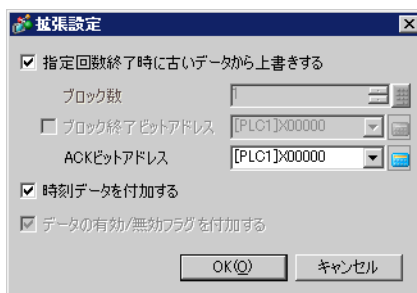 拡張設定
指定回数終了時に古いデータから上書きする
ブロック数 1
ブロック終了ビットアドレス [PLC1]X00000
ACKビットアドレス [PLC1]X00000
時刻データを付加する
データの有効/無効フラグを付加する
OK(O) キャンセル